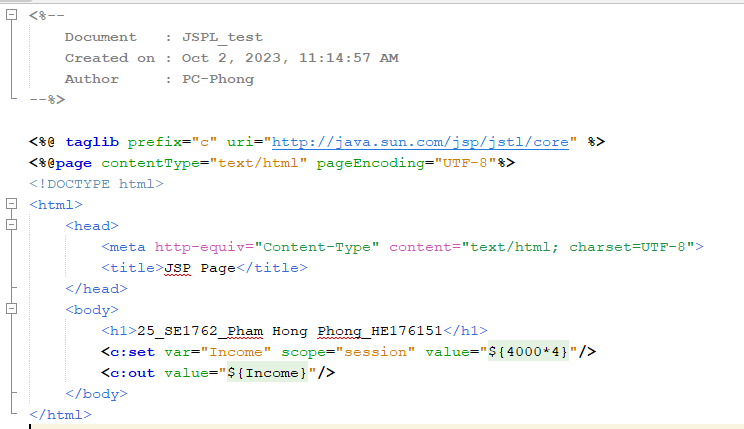 <%--
    Document   : JSPL_test
    Created on : Oct 2, 2023, 11:14:57 AM
    Author     : PC-Phong
--%>

<%@ taglib prefix="c" uri="http://java.sun.com/jsp/jstl/core" %>
<%@page contentType="text/html" pageEncoding="UTF-8"%>
<!DOCTYPE html>
<html>
    <head>
        <meta http-equiv="Content-Type" content="text/html; charset=UTF-8">
        <title>JSP Page</title>
    </head>
    <body>
        <h1>25_SE1762_Pham Hong Phong_HE176151</h1>
        <c:set var="Income" scope="session" value="${4000*4}"/>
        <c:out value="${Income}"/>
    </body>
</html>